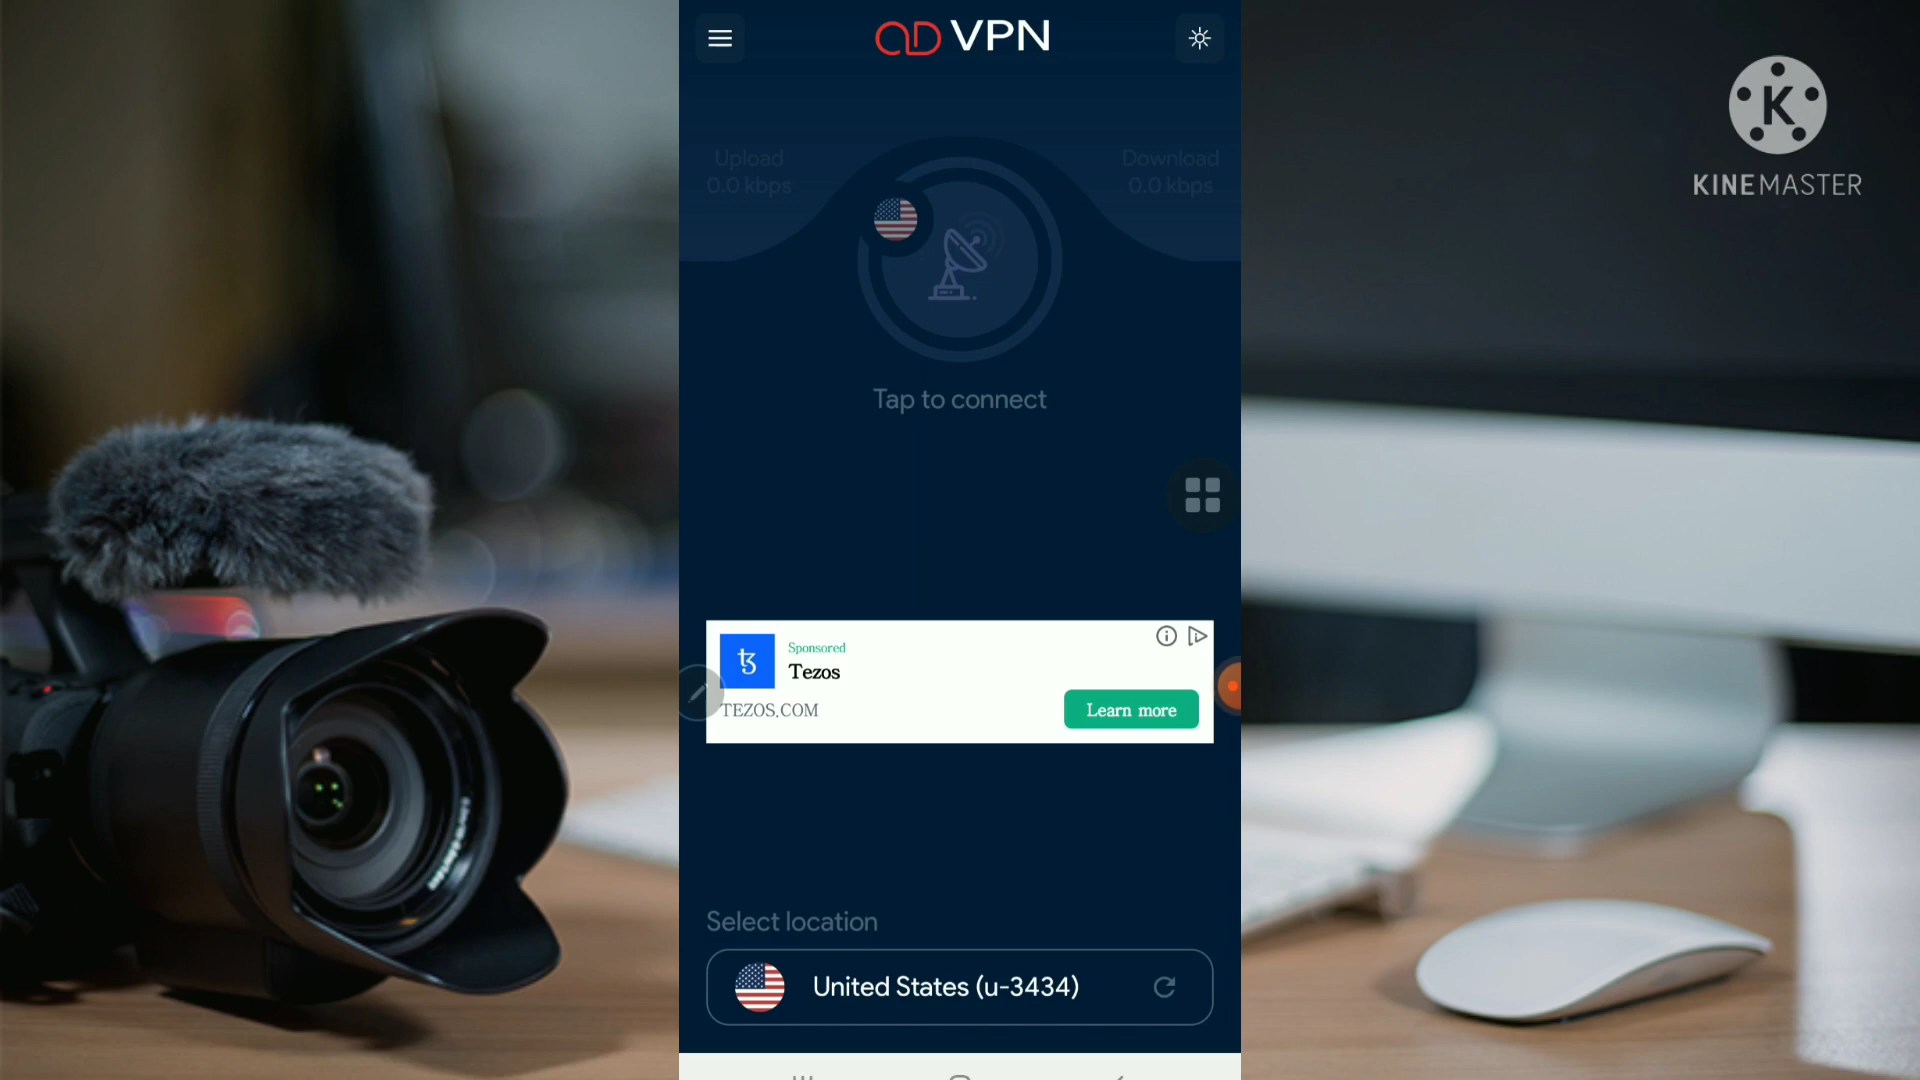 VPN
KINEMASTER
Upload
0.0 kbps
Download
0.0 kbps
Tap to connect
Sponsored
Tezos
TEZOS.COM
Learn more
Select location
United States (u-3434)